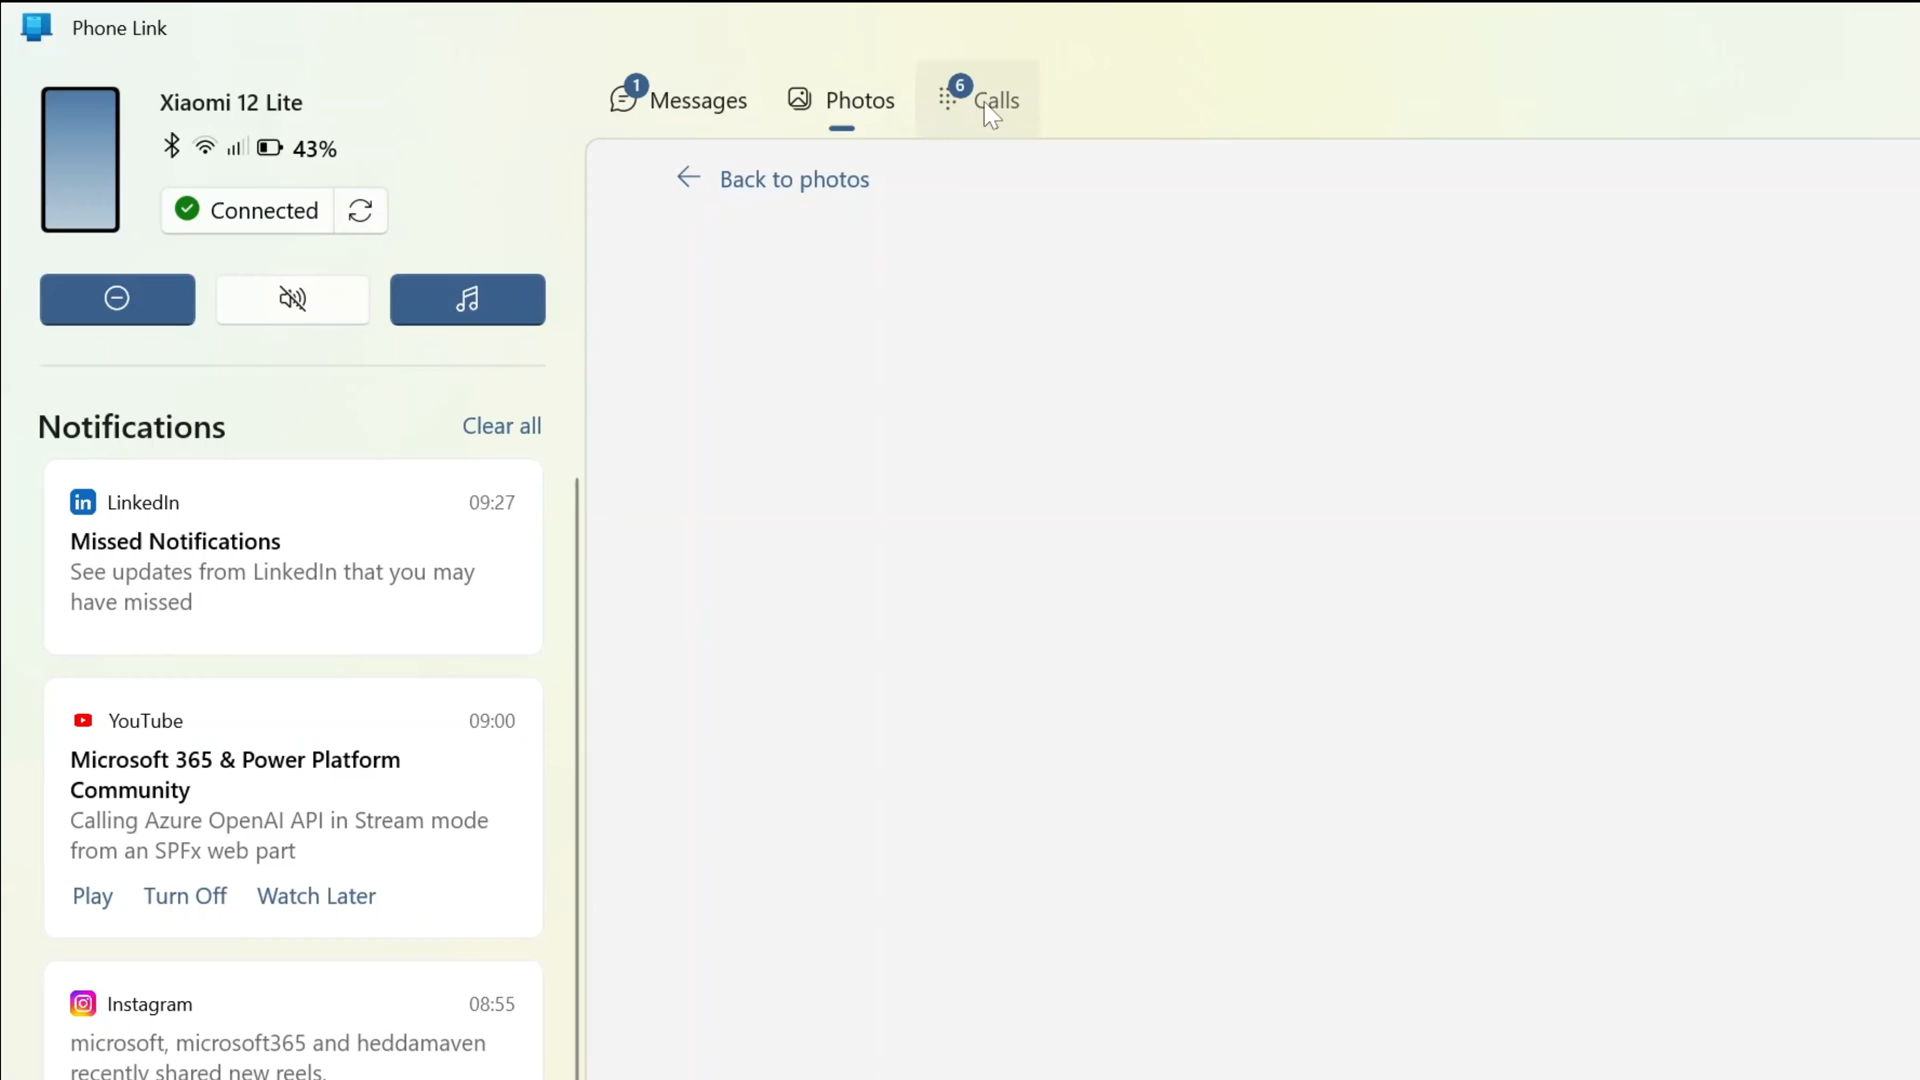 Phone Link
Xiaomi 12 Lite
43%
Connected
1 Messages
Photos
6 Calls
Back to photos
Notifications
Clear all
in LinkedIn 09:27
Missed Notifications
See updates from LinkedIn that you may
have missed
YouTube 09:00
Microsoft 365 & Power Platform
Community
Calling Azure OpenAI API in Stream mode
from an SPFx web part
Play Turn Off Watch Later
Instagram 08:55
microsoft, microsoft365 and heddamaven
recently shared new reels.